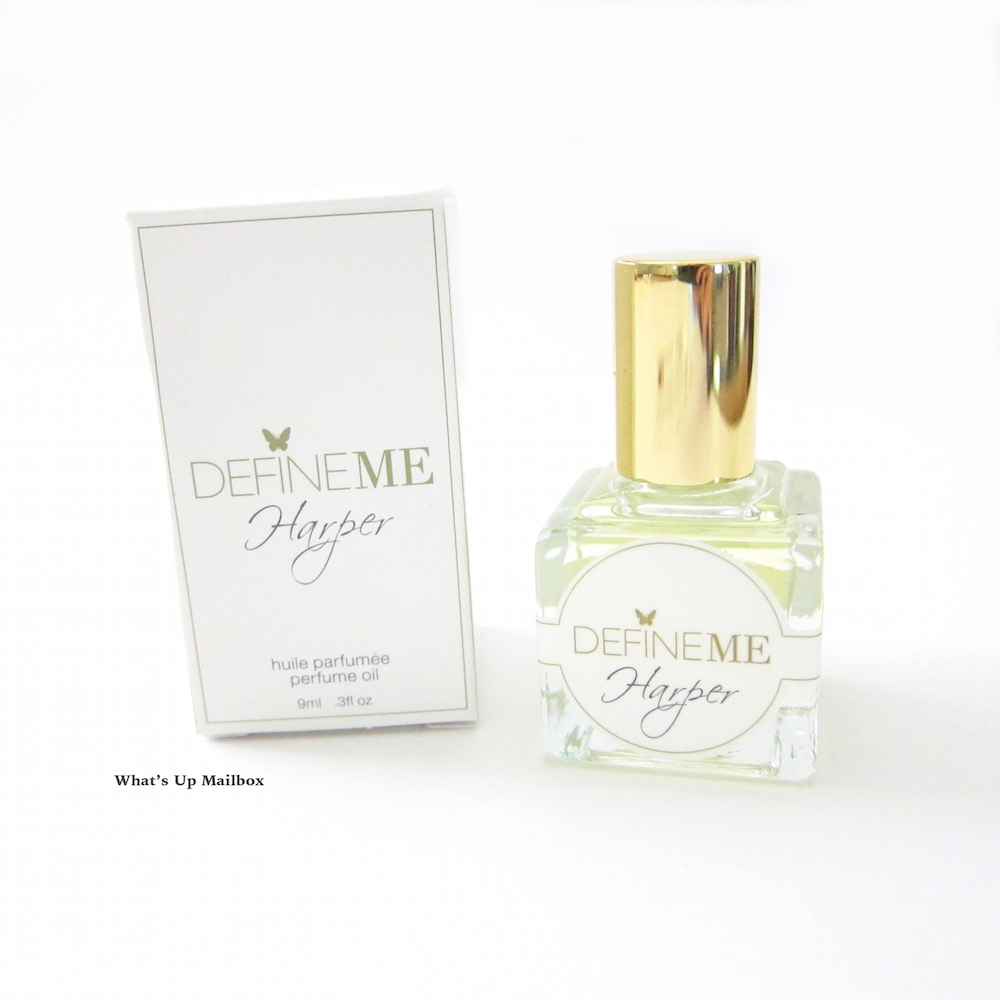 DEFINEME
Harper
huile parfumée
perfume oil
9ml .3fl oz
DEFINEME
Harper
What's Up Mailbox